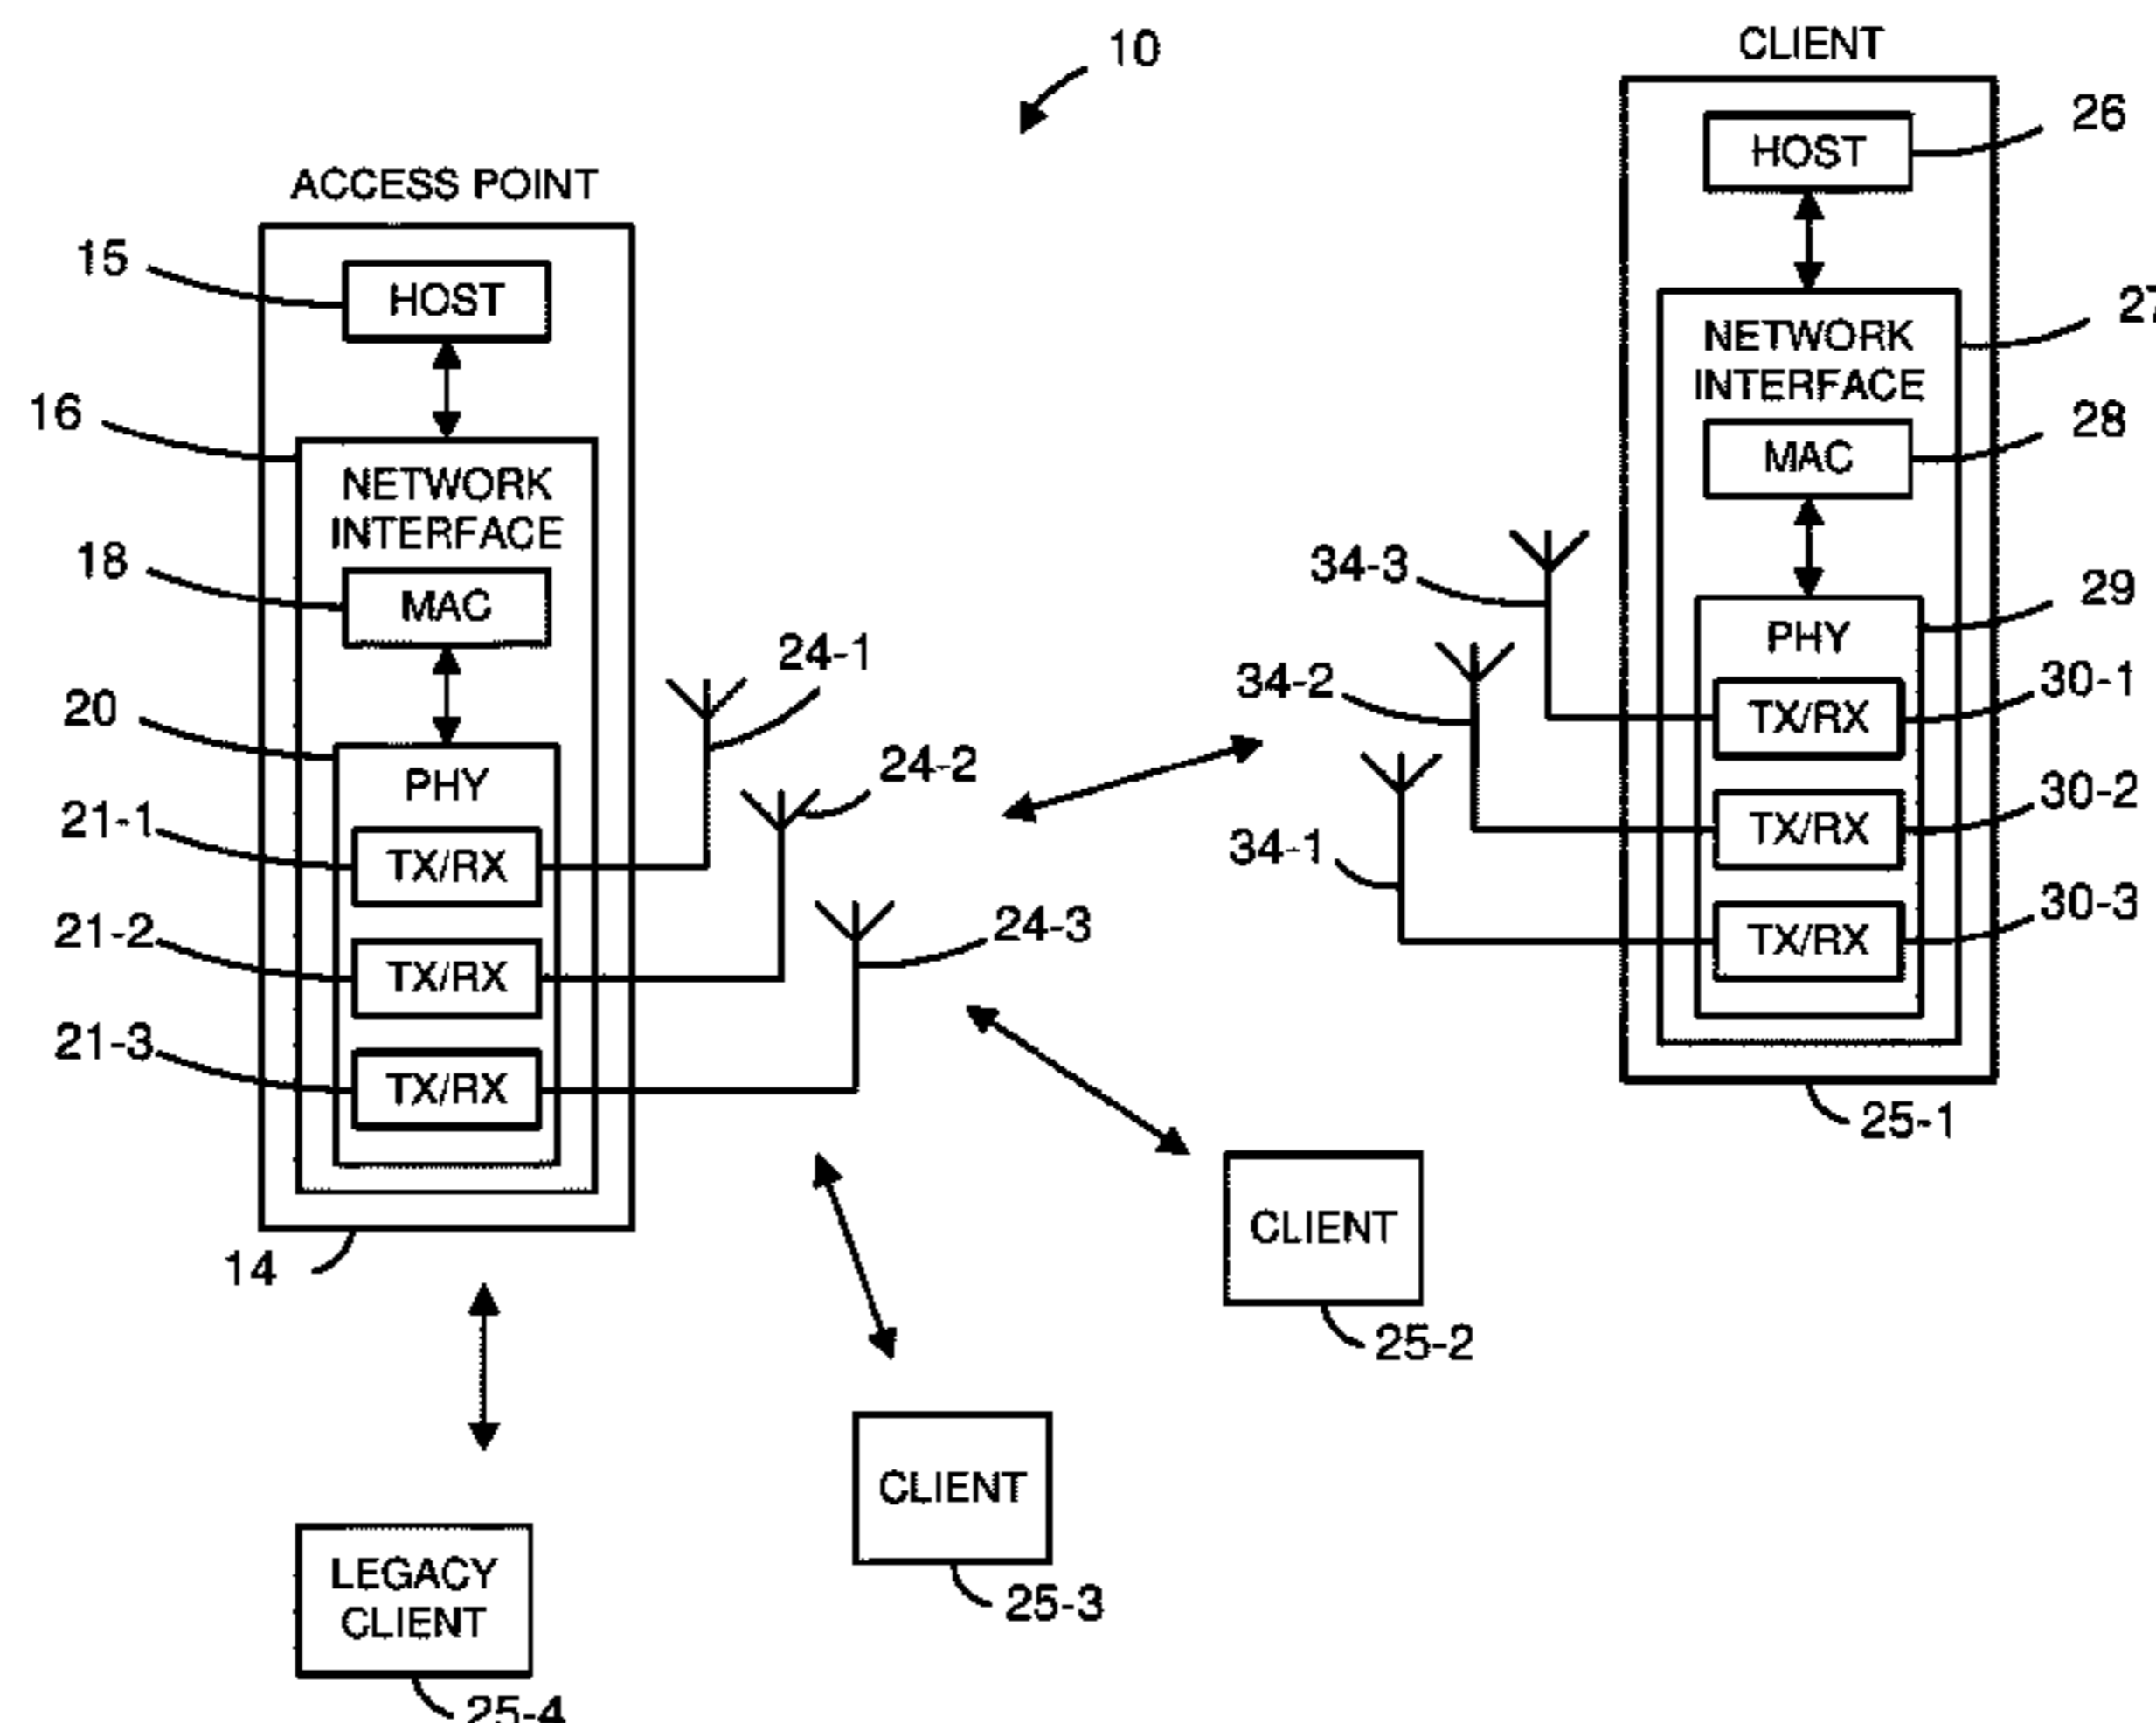 10
CLIENT
26
HOST
27
NETWORK
INTERFACE
28
MAC
29
PHY
30-1
TX/RX
30-2
TX/RX
30-3
TX/RX
34-3
34-2
34-1
25-1
ACCESS POINT
15
HOST
16
NETWORK
INTERFACE
18
MAC
20
PHY
21-1
TX/RX
21-2
TX/RX
21-3
TX/RX
24-1
24-2
24-3
14
CLIENT
25-2
CLIENT
25-3
LEGACY
CLIENT
25-4